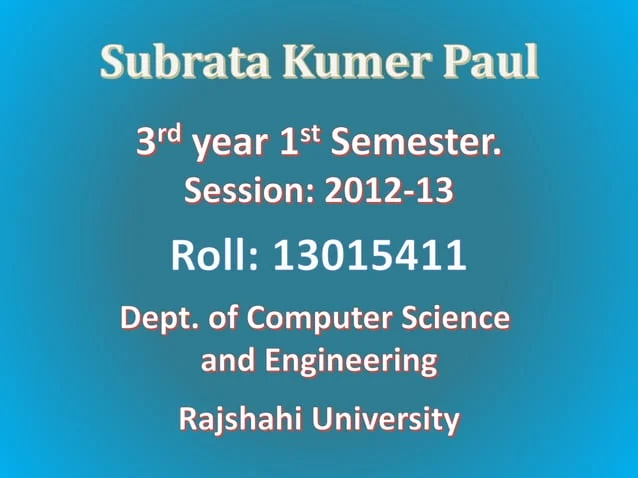 Subrata Kumer Paul
3rd year 1st Semester.
Session: 2012-13
Roll: 13015411
Dept. of Computer Science
and Engineering
Rajshahi University